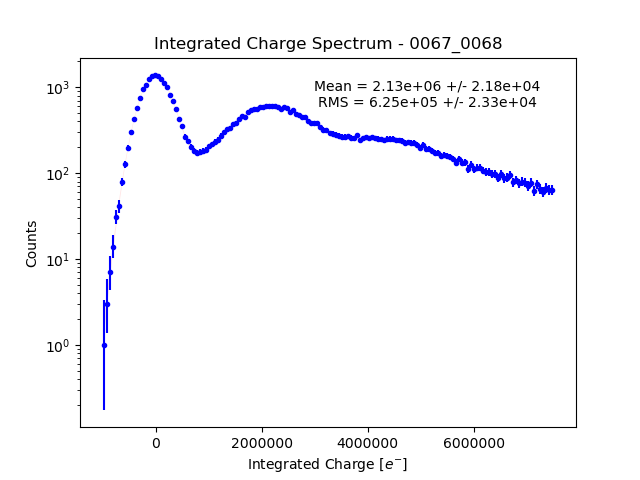 Integrated Charge Spectrum - 0067_0068
Mean = 2.13e+06 +/- 2.18e+04
RMS = 6.25e+05 +/- 2.33e+04
Counts
10³
10²
10¹
10⁰
0 2000000 4000000 6000000
Integrated Charge [e⁻]